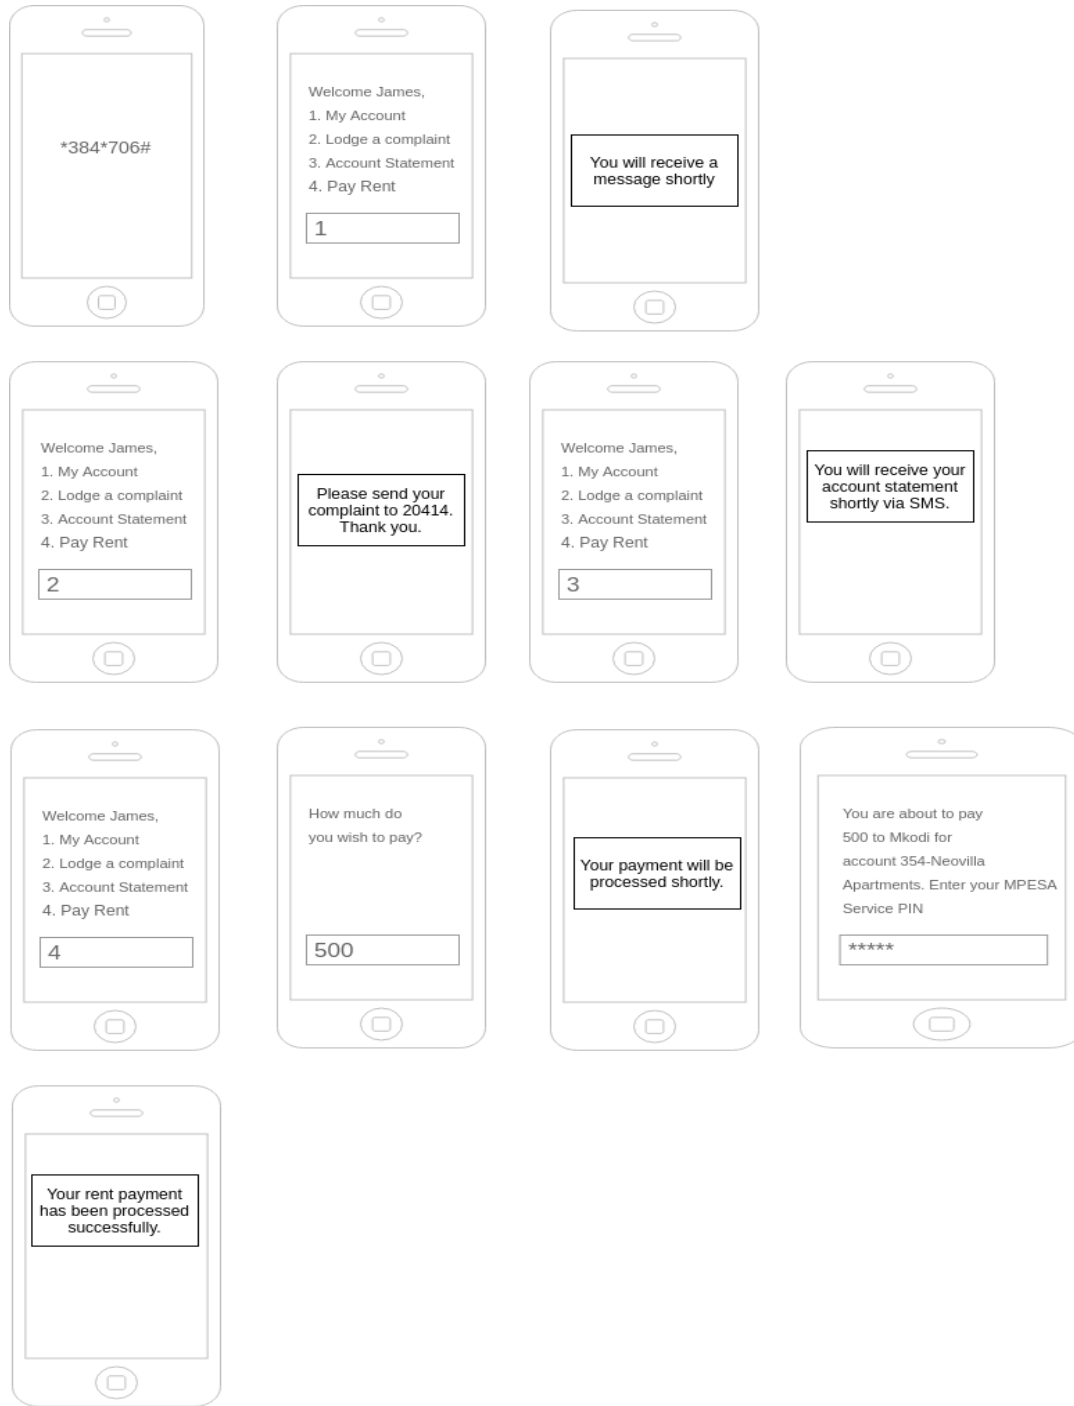 *384*706#
Welcome James,
1. My Account
2. Lodge a complaint
3. Account Statement
4. Pay Rent
1
You will receive a
message shortly
Welcome James,
1. My Account
2. Lodge a complaint
3. Account Statement
4. Pay Rent
2
Please send your
complaint to 20414.
Thank you.
Welcome James,
1. My Account
2. Lodge a complaint
3. Account Statement
4. Pay Rent
3
You will receive your
account statement
shortly via SMS.
Welcome James,
1. My Account
2. Lodge a complaint
3. Account Statement
4. Pay Rent
4
How much do
you wish to pay?
500
Your payment will be
processed shortly.
You are about to pay
500 to Mkodi for
account 354-Neovilla
Apartments. Enter your MPESA
Service PIN
*****
Your rent payment
has been processed
successfully.